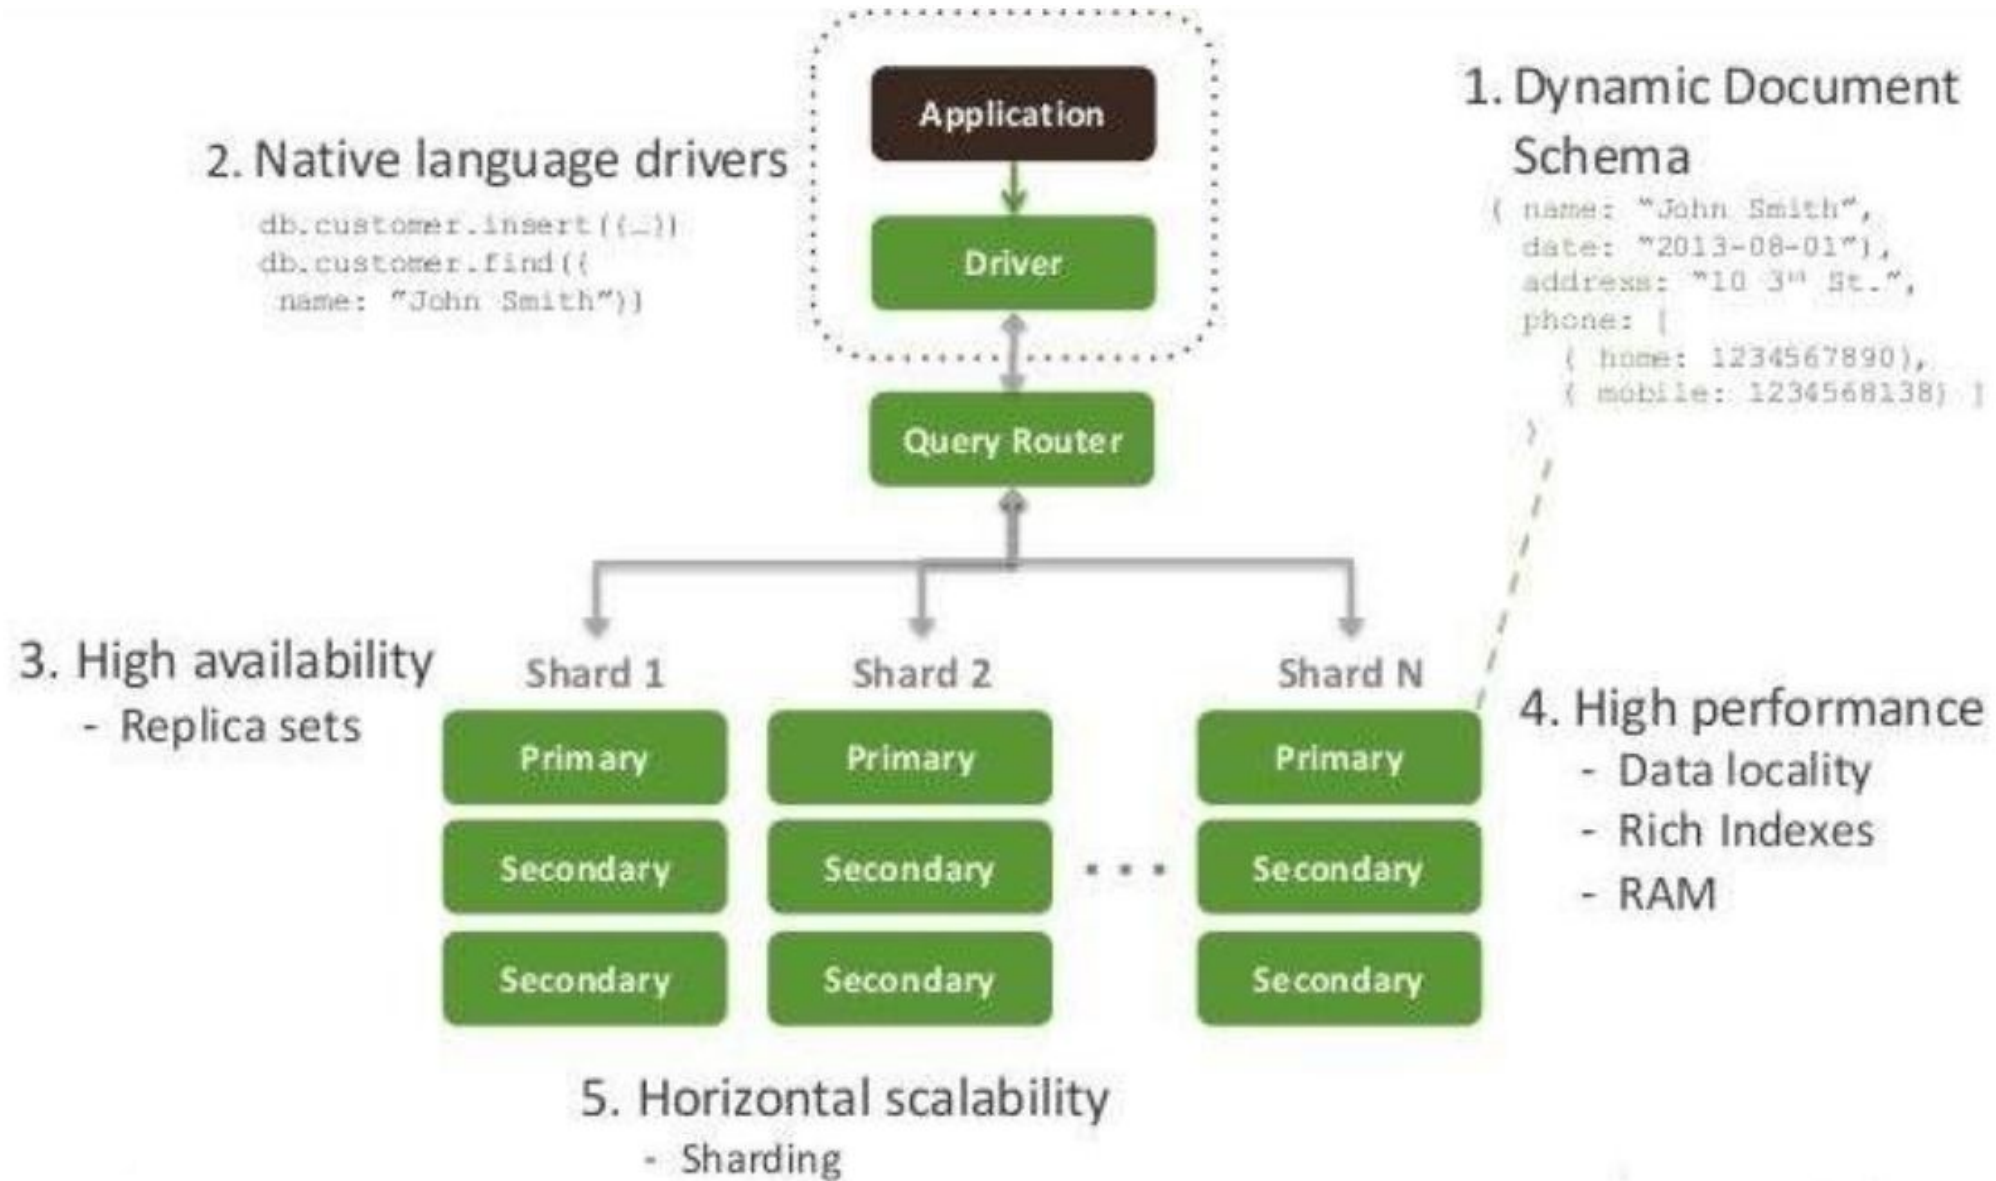 Application
Driver
Query Router
1. Dynamic Document
Schema
{ name: "John Smith",
date: "2013-08-01"),
address: "10 3rd St.",
phone: [
{ home: 1234567890),
{ mobile: 1234568138) ]
}
2. Native language drivers
db.customer.insert({…})
db.customer.find({
name: "John Smith"})
3. High availability
- Replica sets
Shard 1
Primary
Secondary
Secondary
Shard 2
Primary
Secondary
Secondary
...
Shard N
Primary
Secondary
Secondary
4. High performance
- Data locality
- Rich Indexes
- RAM
5. Horizontal scalability
- Sharding